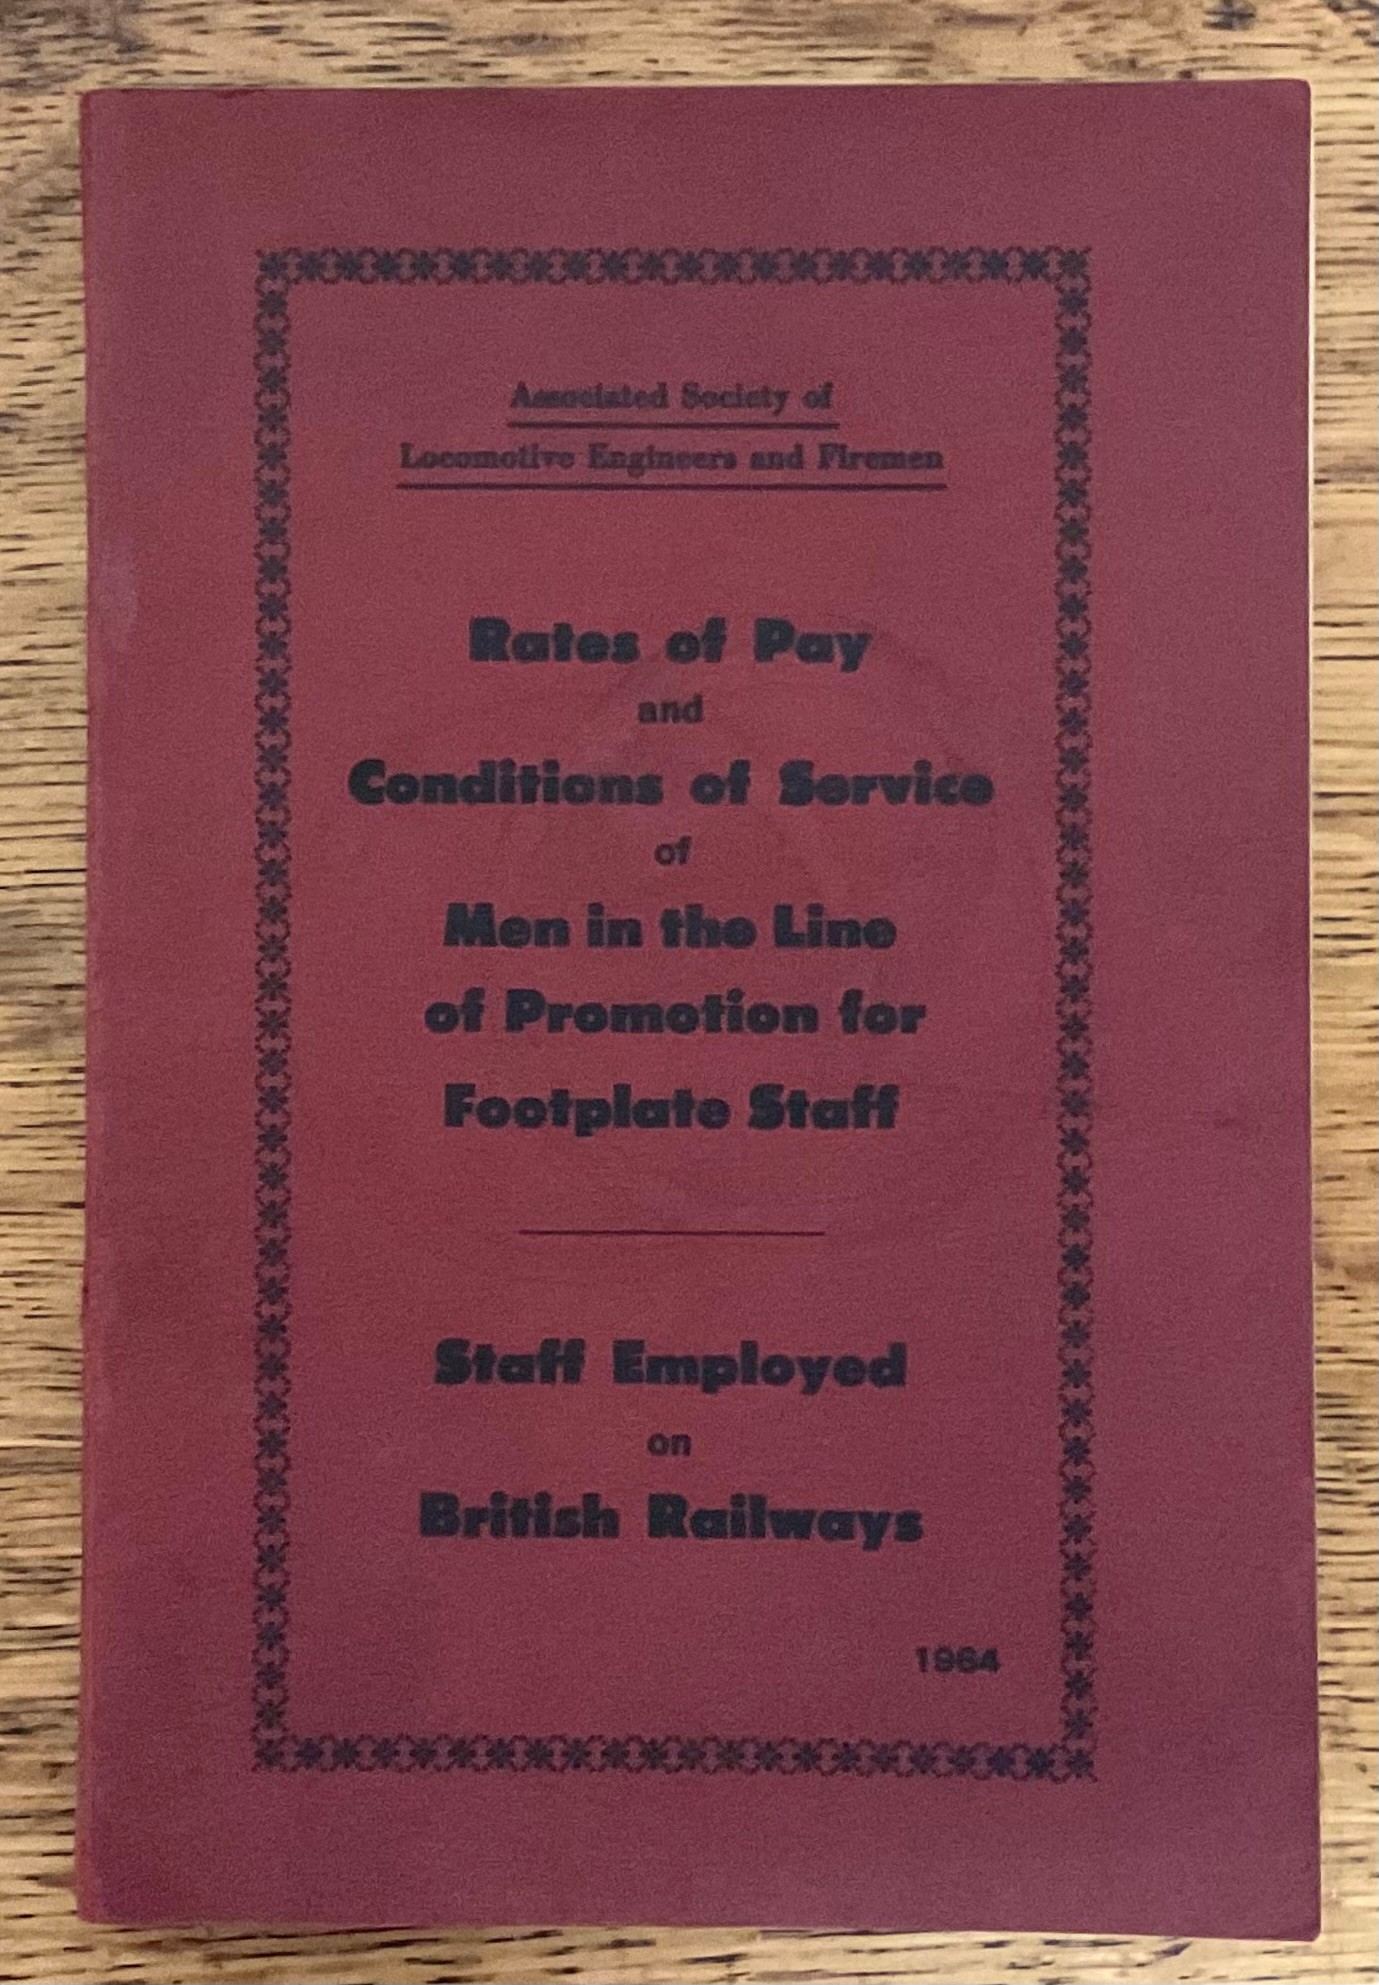 Associated Society of
Locomotive Engineers and Firemen
Rates of Pay
and
Conditions of Service
of
Men in the Line
of Promotion for
Footplate Staff
Staff Employed
on
British Railways
1964